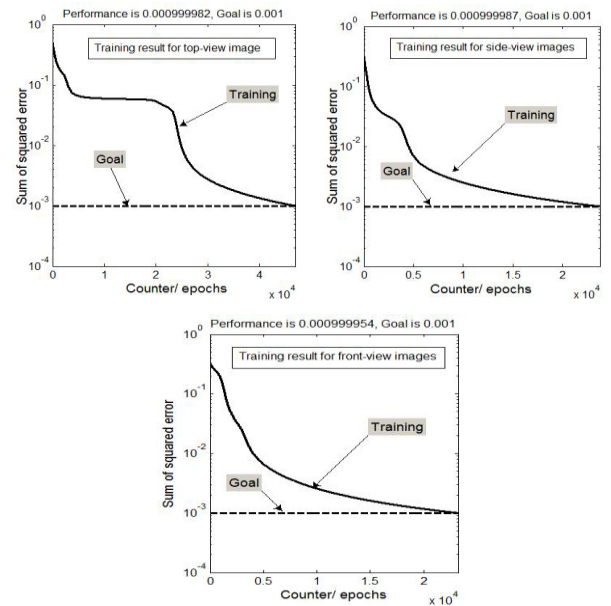 Performance is 0.000999982, Goal is 0.001
Training result for top-view image
Training
Goal
Sum of squared error
10^0
10^-1
10^-2
10^-3
10^-4
0 1 2 3 4
x 10^4
Counter/ epochs
Performance is 0.000999987, Goal is 0.001
Training result for side-view images
Training
Goal
Sum of squared error
10^0
10^-1
10^-2
10^-3
10^-4
0 0.5 1 1.5 2
x 10^4
Counter/ epochs
Performance is 0.000999954, Goal is 0.001
Training result for front-view images
Training
Goal
Sum of squared error
10^0
10^-1
10^-2
10^-3
10^-4
0 0.5 1 1.5 2
x 10^4
Counter/ epochs